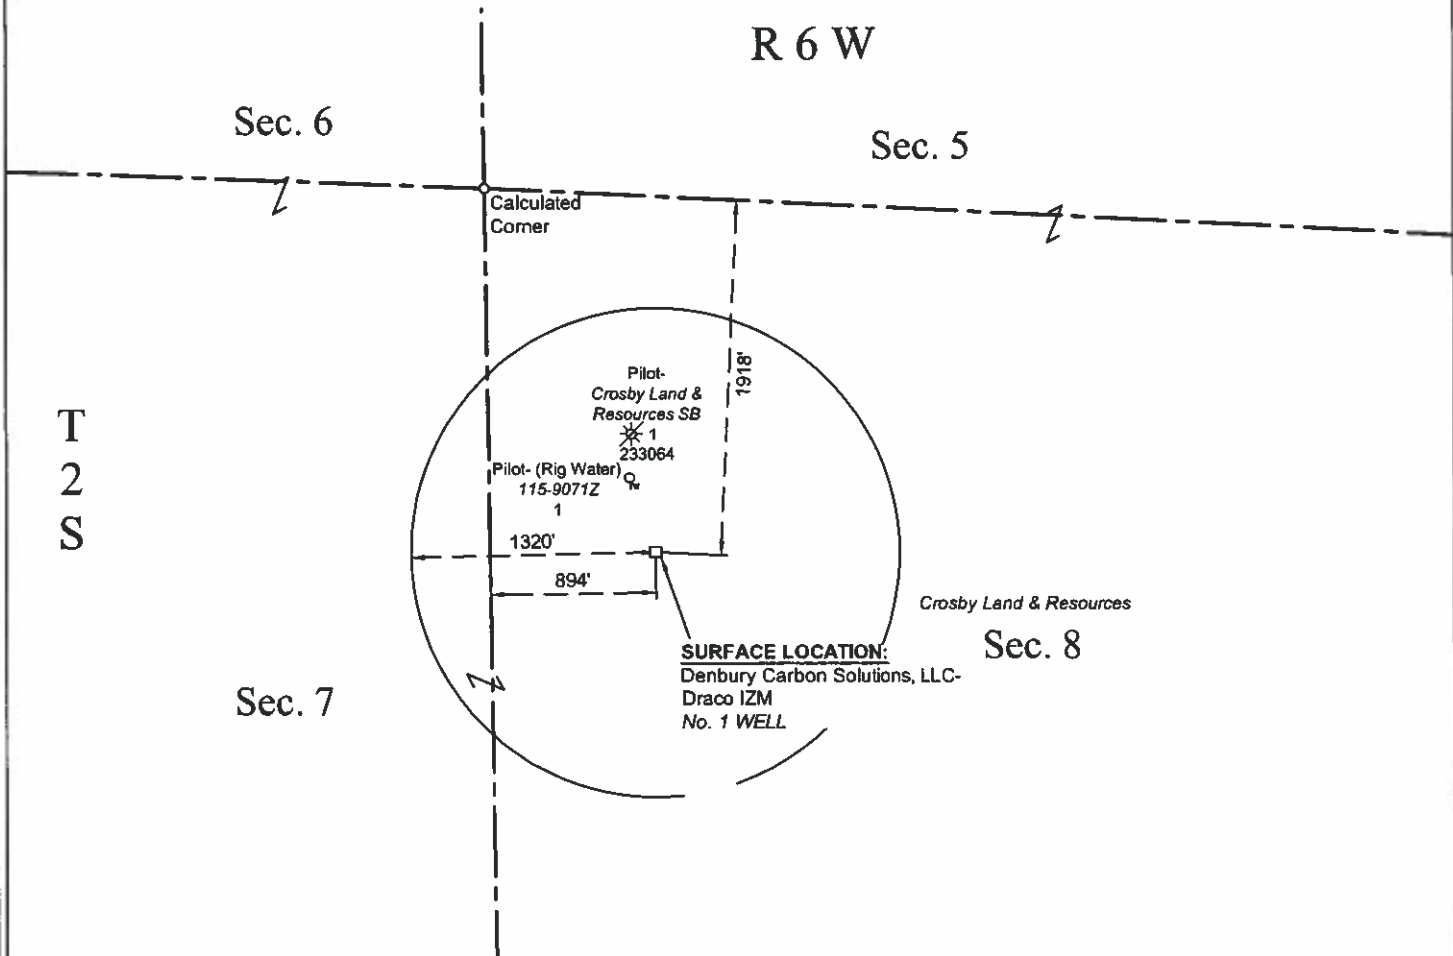 R 6 W
Sec. 6
Sec. 5
Calculated
Corner
1918'
Pilot-
Crosby Land &
Resources SB
1
233064
T
2
S
Pilot- (Rig Water)
115-9071Z
1
1320'
894'
Crosby Land & Resources
Sec. 8
SURFACE LOCATION:
Denbury Carbon Solutions, LLC-
Draco IZM
No. 1 WELL
Sec. 7